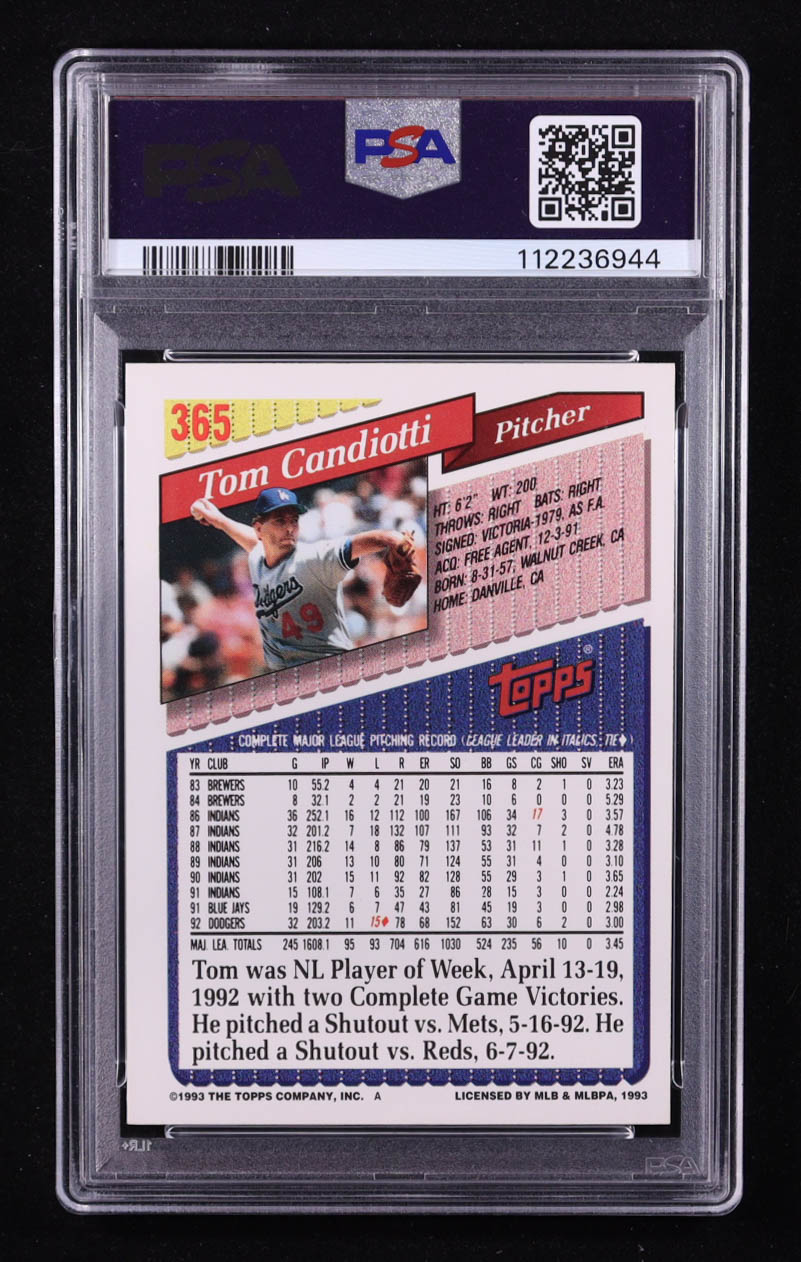 PSA
PSA
112236944
365
Tom Candiotti
Pitcher
HT: 6'2" WT: 200
THROWS: RIGHT BATS: RIGHT
SIGNED: VICTORIA-1979, AS F.A.
ACQ: FREE AGENT, 12-3-91
BORN: 8-31-57, WALNUT CREEK, CA
HOME: DANVILLE, CA
Dodgers
49
TOPPS®
COMPLETE MAJOR LEAGUE PITCHING RECORD (LEAGUE LEADER IN ITALICS, TIE♦)
YR CLUB G IP W L R ER SO BB GS CG SHO SV ERA
83 BREWERS 10 55.2 4 4 21 20 21 16 8 2 1 0 3.23
84 BREWERS 8 32.1 2 2 21 19 23 10 6 0 0 0 5.29
86 INDIANS 36 252.1 16 12 112 100 167 106 34 17 3 0 3.57
87 INDIANS 32 201.2 7 18 132 107 111 93 32 7 2 0 4.78
88 INDIANS 31 216.2 14 8 86 79 137 53 31 11 1 0 3.28
89 INDIANS 31 206 13 10 80 71 124 55 31 4 0 0 3.10
90 INDIANS 31 202 15 11 92 82 128 55 29 3 1 0 3.65
91 INDIANS 15 108.1 7 6 35 27 86 28 15 3 0 0 2.24
91 BLUE JAYS 19 129.2 6 7 47 43 81 45 19 3 0 0 2.98
92 DODGERS 32 203.2 11 15♦ 78 68 152 63 30 6 2 0 3.00
MAJ. LEA. TOTALS 245 1608.1 95 93 704 616 1030 524 235 56 10 0 3.45
Tom was NL Player of Week, April 13-19,
1992 with two Complete Game Victories.
He pitched a Shutout vs. Mets, 5-16-92. He
pitched a Shutout vs. Reds, 6-7-92.
©1993 THE TOPPS COMPANY, INC. A LICENSED BY MLB & MLBPA, 1993
PSA